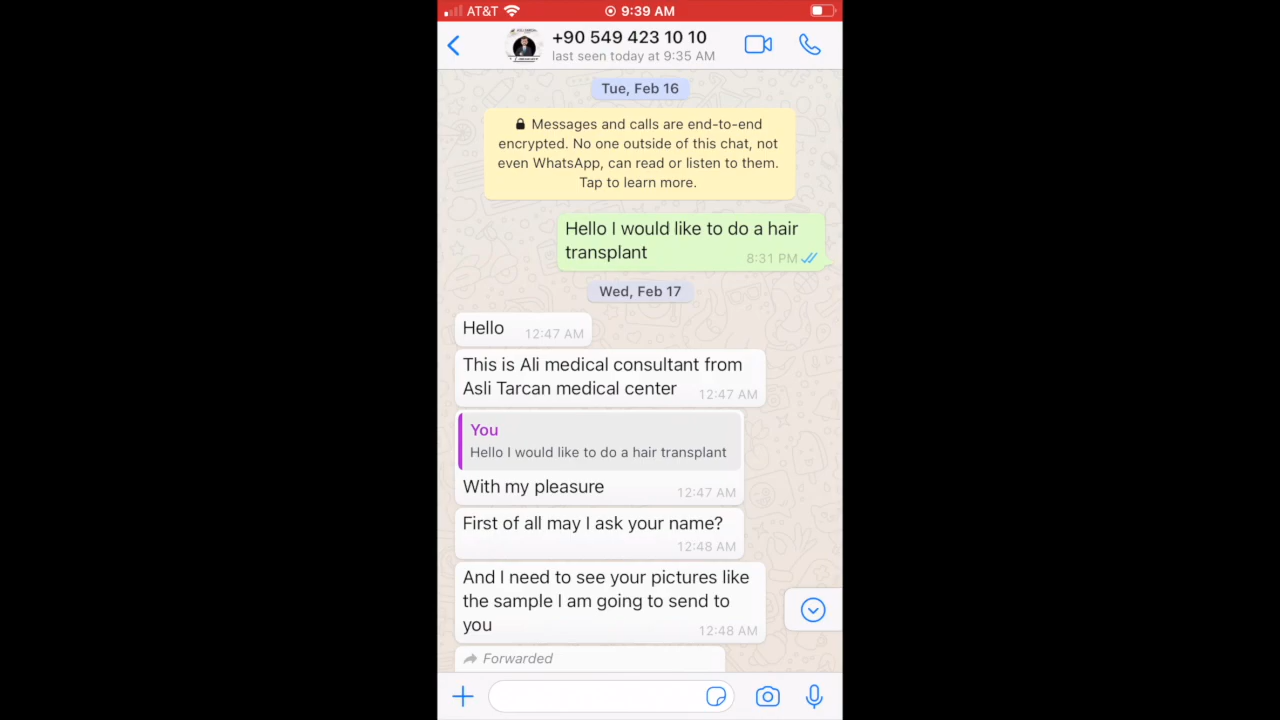 AT&T
9:39 AM
+90 549 423 10 10
last seen today at 9:35 AM
Tue, Feb 16
Messages and calls are end-to-end
encrypted. No one outside of this chat, not
even WhatsApp, can read or listen to them.
Tap to learn more.
Hello I would like to do a hair
transplant
8:31 PM
Wed, Feb 17
Hello
12:47 AM
This is Ali medical consultant from
Asli Tarcan medical center
12:47 AM
You
Hello I would like to do a hair transplant
With my pleasure
12:47 AM
First of all may I ask your name?
12:48 AM
And I need to see your pictures like
the sample I am going to send to
you
12:48 AM
Forwarded